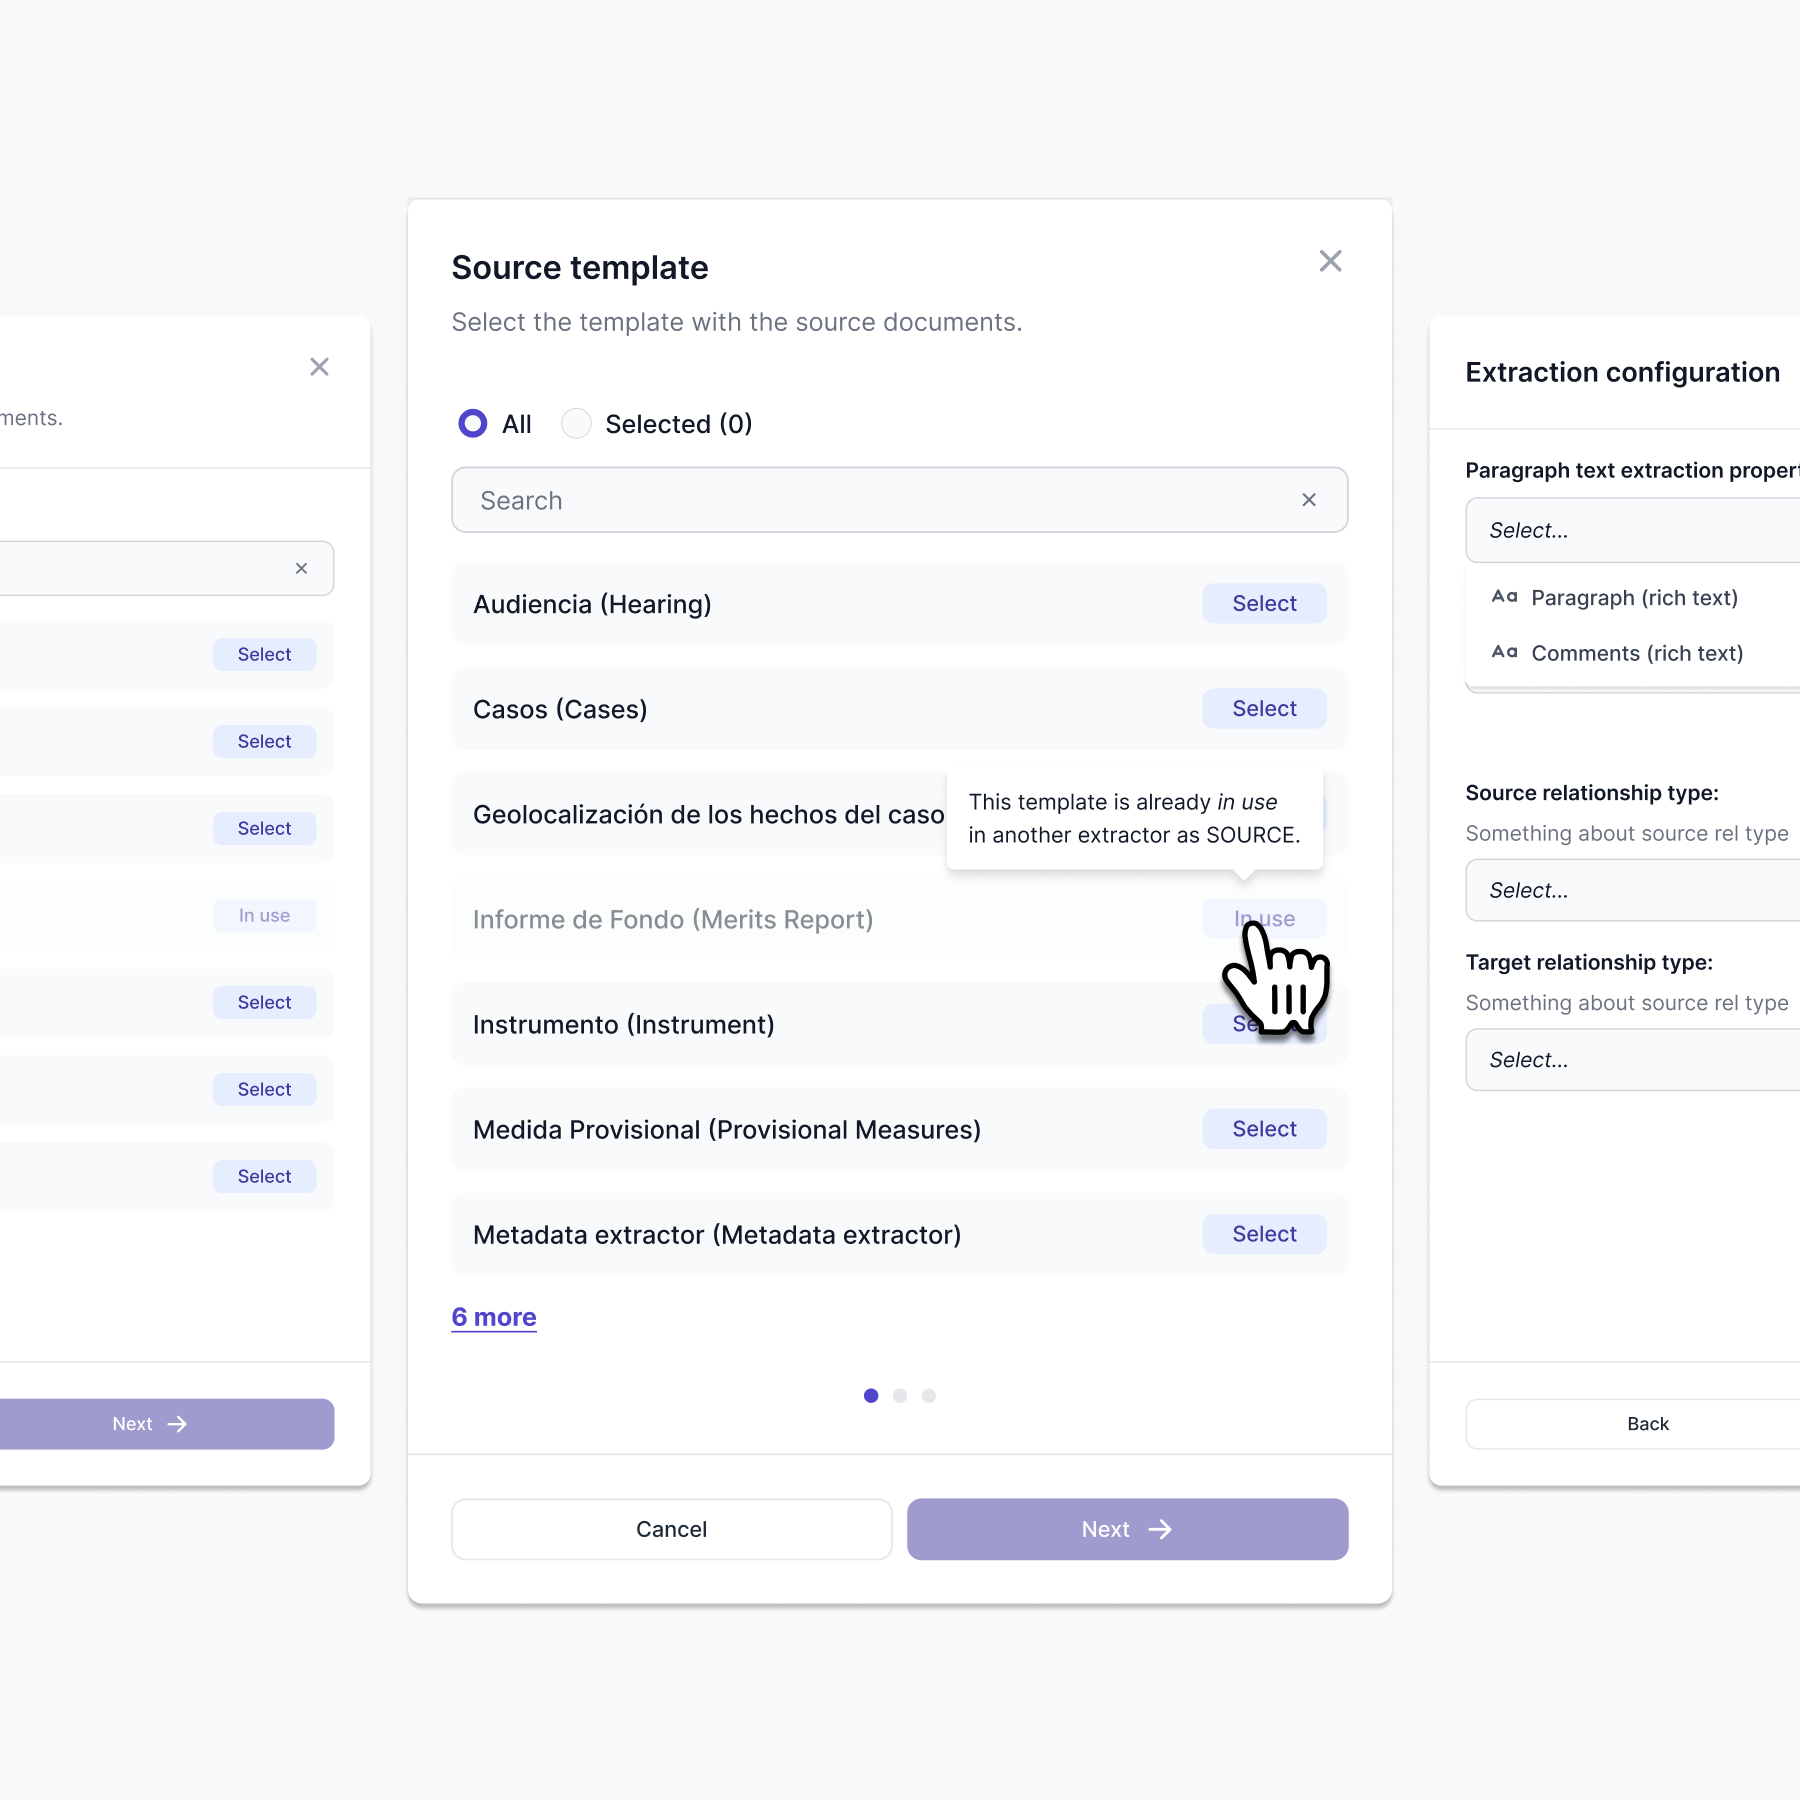 ments.
Select
Select
Select
In use
Select
Select
Select
Next
Source template
Select the template with the source documents.
All
Selected (0)
Search
Audiencia (Hearing)
Select
Casos (Cases)
Select
Geolocalización de los hechos del caso
This template is already in use
in another extractor as SOURCE.
Informe de Fondo (Merits Report)
In use
Instrumento (Instrument)
Medida Provisional (Provisional Measures)
Select
Metadata extractor (Metadata extractor)
Select
6 more
Cancel
Next
Extraction configuration
Paragraph text extraction propert
Select...
Aa Paragraph (rich text)
Aa Comments (rich text)
Source relationship type:
Something about source rel type
Select...
Target relationship type:
Something about source rel type
Select...
Back